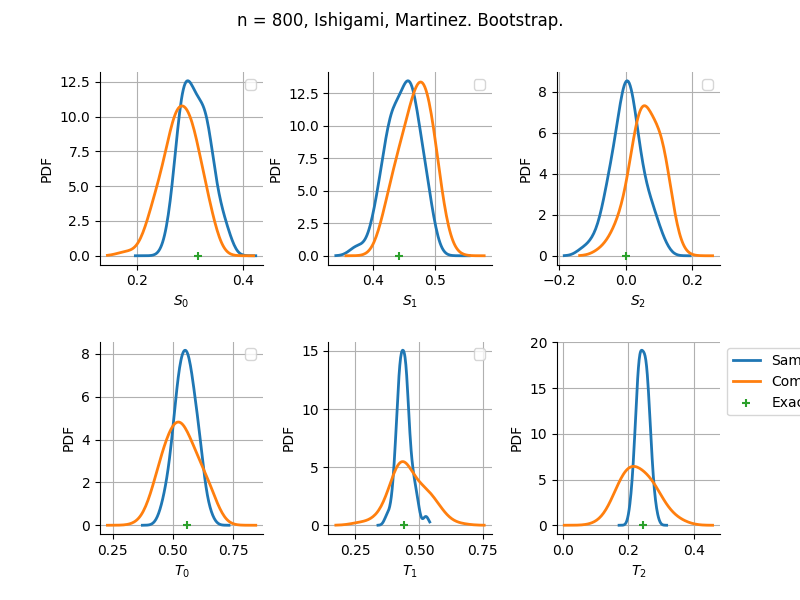 n = 800, Ishigami, Martinez. Bootstrap.
PDF
12.5
10.0
7.5
5.0
2.5
0.0
0.2
0.4
S₀
PDF
12.5
10.0
7.5
5.0
2.5
0.0
0.4
0.5
S₁
PDF
8
6
4
2
0
−0.2
0.0
0.2
S₂
PDF
8
6
4
2
0
0.25
0.50
0.75
T₀
PDF
15
10
5
0
0.25
0.50
0.75
T₁
PDF
20
15
10
5
0
0.0
0.2
0.4
T₂
Sam
Com
Exac